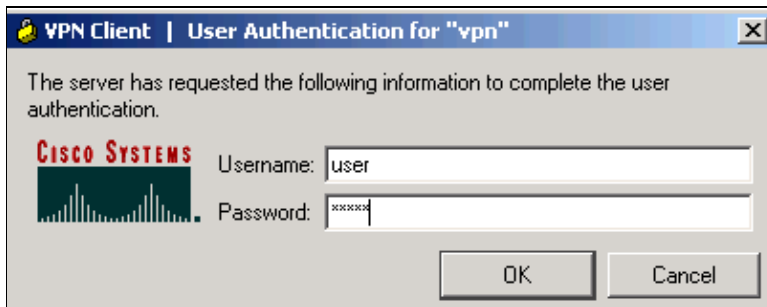 VPN Client | User Authentication for "vpn"
The server has requested the following information to complete the user
authentication.
CISCO SYSTEMS
Username: user
Password: *****
OK Cancel